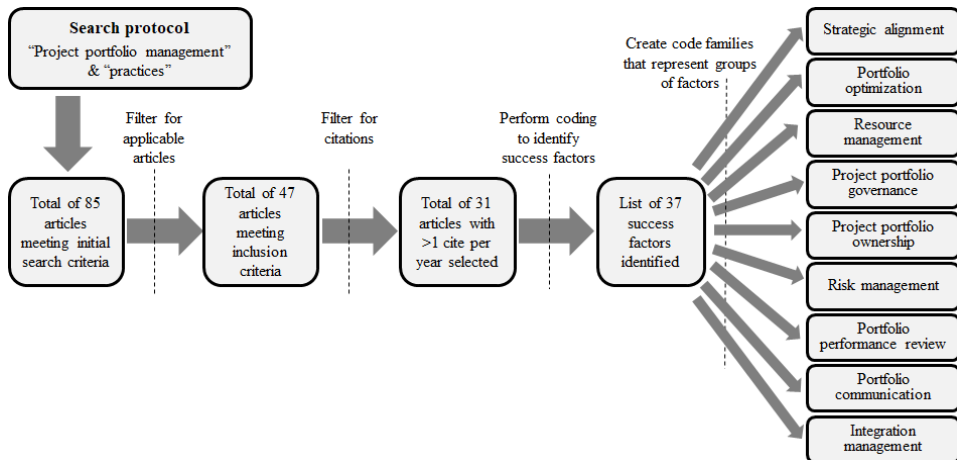 Search protocol
“Project portfolio management”
& “practices”
Filter for
applicable
articles
Filter for
citations
Perform coding
to identify
success factors
Create code families
that represent groups
of factors
Total of 85
articles
meeting initial
search criteria
Total of 47
articles
meeting
inclusion
criteria
Total of 31
articles with
>1 cite per
year selected
List of 37
success
factors
identified
Strategic alignment
Portfolio
optimization
Resource
management
Project portfolio
governance
Project portfolio
ownership
Risk management
Portfolio
performance review
Portfolio
communication
Integration
management